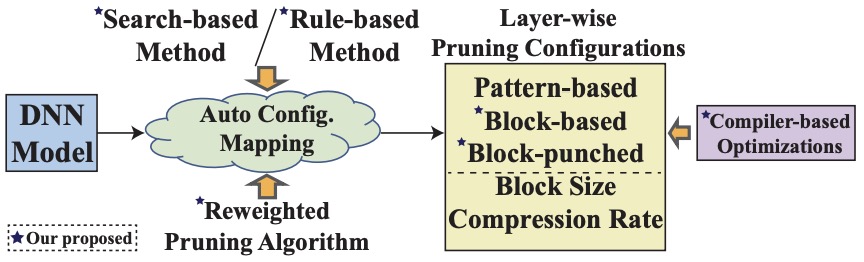 ★Search-based
Method
★Rule-based
Method
Layer-wise
Pruning Configurations
DNN
Model
Auto Config.
Mapping
Pattern-based
★Block-based
★Block-punched
Block Size
Compression Rate
★Compiler-based
Optimizations
★Reweighted
Pruning Algorithm
★Our proposed